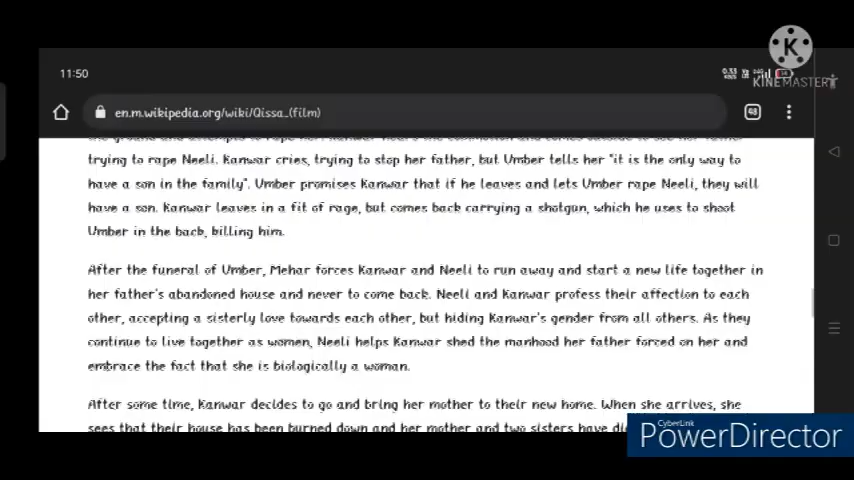 11:50
KINEMASTER
en.m.wikipedia.org/wiki/Qissa_(film)
48
trying to rape Neeli. Kanwar cries, trying to stop her father, but Umber tells her "it is the only way to
have a son in the family". Umber promises Kanwar that if he leaves and lets Umber rape Neeli, they will
have a son. Kanwar leaves in a fit of rage, but comes back carrying a shotgun, which he uses to shoot
Umber in the back, killing him.
After the funeral of Umber, Mehar forces Kanwar and Neeli to run away and start a new life together in
her father's abandoned house and never to come back. Neeli and Kanwar profess their affection to each
other, accepting a sisterly love towards each other, but hiding Kanwar's gender from all others. As they
continue to live together as women, Neeli helps Kanwar shed the manhood her father forced on her and
embrace the fact that she is biologically a woman.
After some time, Kanwar decides to go and bring her mother to their new home. When she arrives, she
sees that their house has been burned down and her mother and two sisters have
CyberLink
PowerDirector